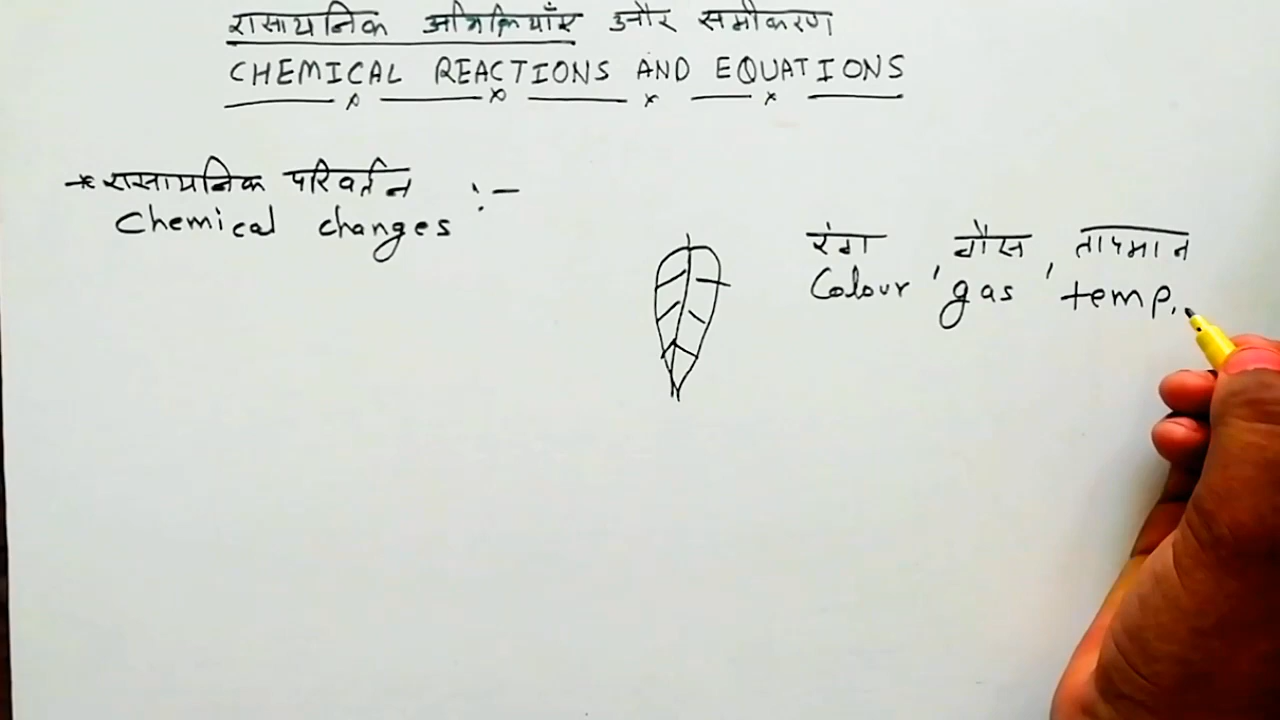 रासायनिक अभिक्रियाँए और समीकरण
CHEMICAL REACTIONS AND EQUATIONS
* रासायनिक परिवर्तन :-
Chemical changes
रंग , गैस , तापमान
Colour gas temp.